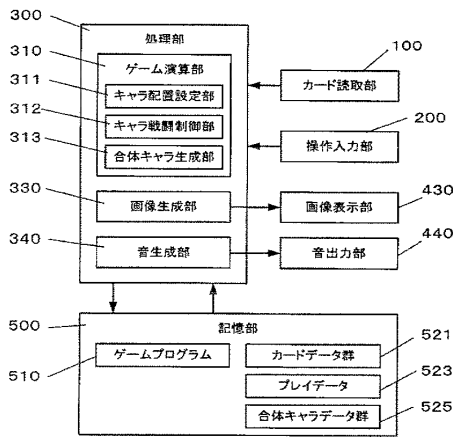 300
処理部
310
ゲーム演算部
311
キャラ配置設定部
312
キャラ戦闘制御部
313
合体キャラ生成部
330
画像生成部
340
音生成部
100
カード読取部
200
操作入力部
430
画像表示部
440
音出力部
500
記憶部
510
ゲームプログラム
521
カードデータ群
523
プレイデータ
525
合体キャラデータ群